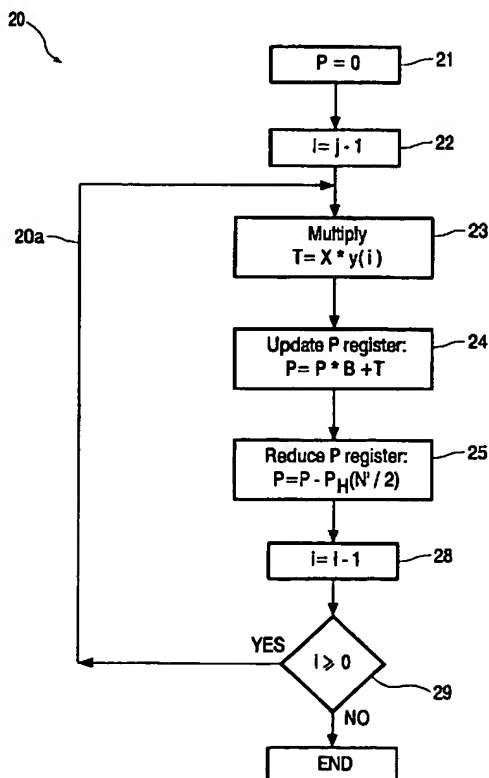 20
P = 0
21
i= j - 1
22
20a
Multiply
T= X * y( i )
23
Update P register:
P= P * B +T
24
Reduce P register:
P=P - P_H(N' / 2)
25
i= i - 1
28
YES
i ⩾ 0
29
NO
END